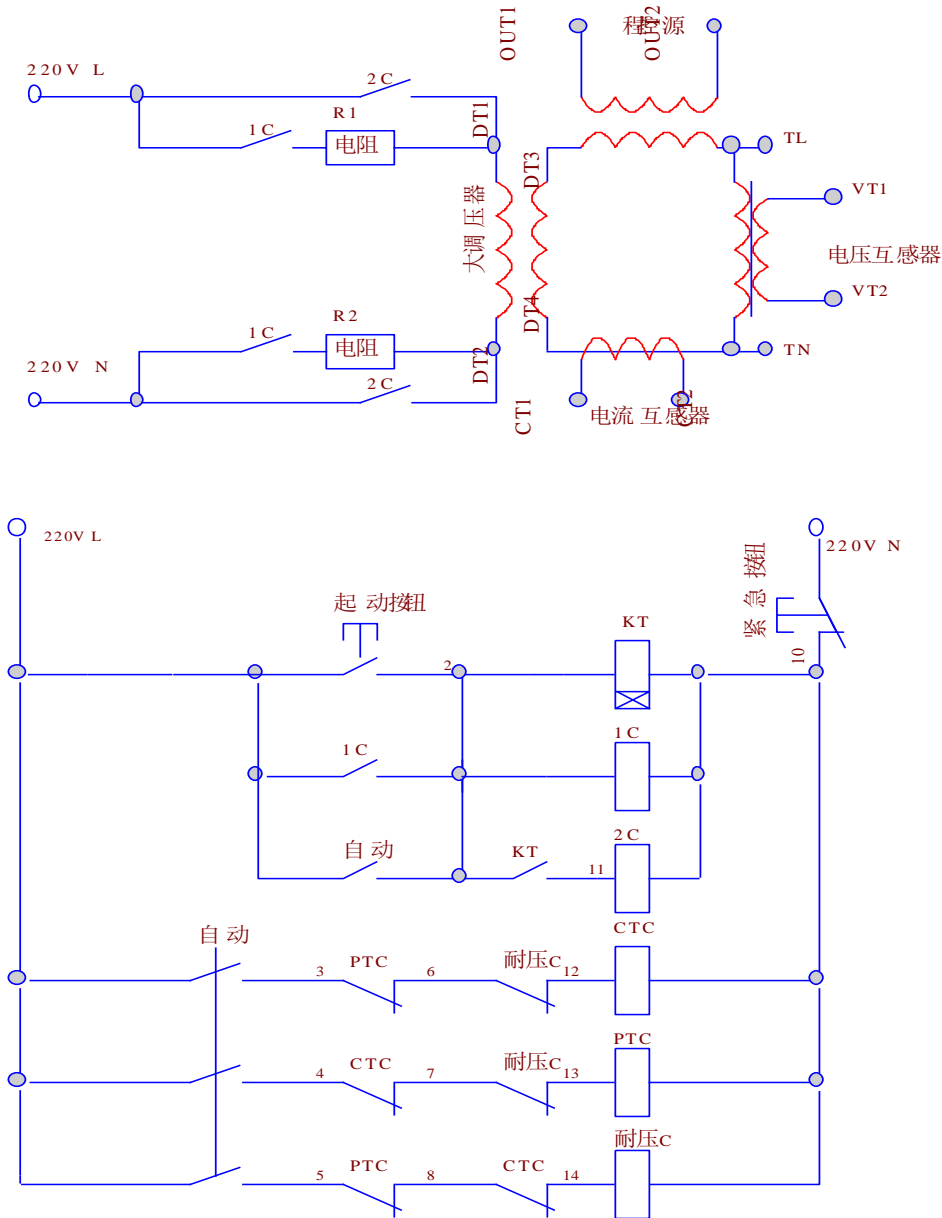 OUT1
程控源
OUT2
220V L
2C
1C
R1
电阻
DT1
DT3
TL
VT1
大调压器
电压互感器
VT2
DT4
R2
1C
电阻
DT2
TN
220V N
2C
CT1
电流互感器
CT2
220V L
220V N
紧急按钮
起动按钮
KT
2
10
1C
1C
自动
KT
11
2C
自动
CTC
3
PTC
6
耐压C
12
PTC
4
CTC
7
耐压C
13
耐压C
5
PTC
8
CTC
14